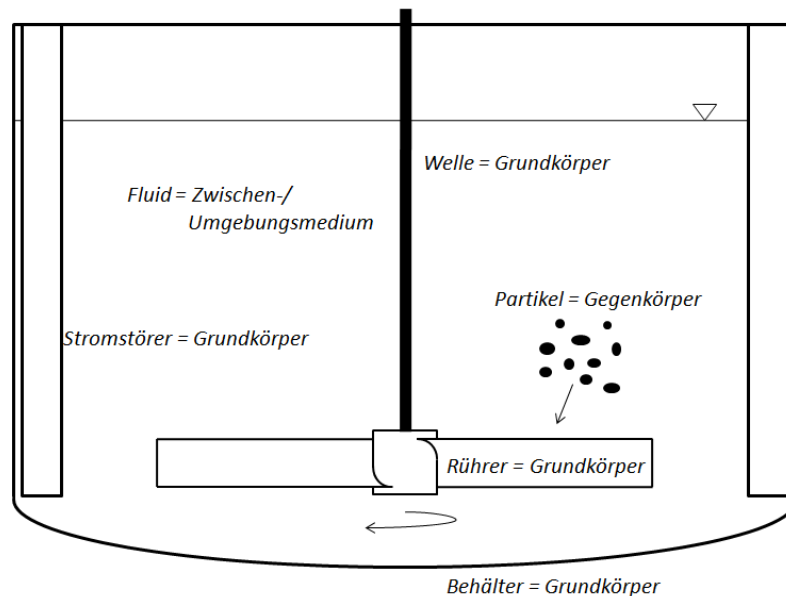 Welle = Grundkörper
Fluid = Zwischen-/
Umgebungsmedium
Partikel = Gegenkörper
Stromstörer = Grundkörper
Rührer = Grundkörper
Behälter = Grundkörper